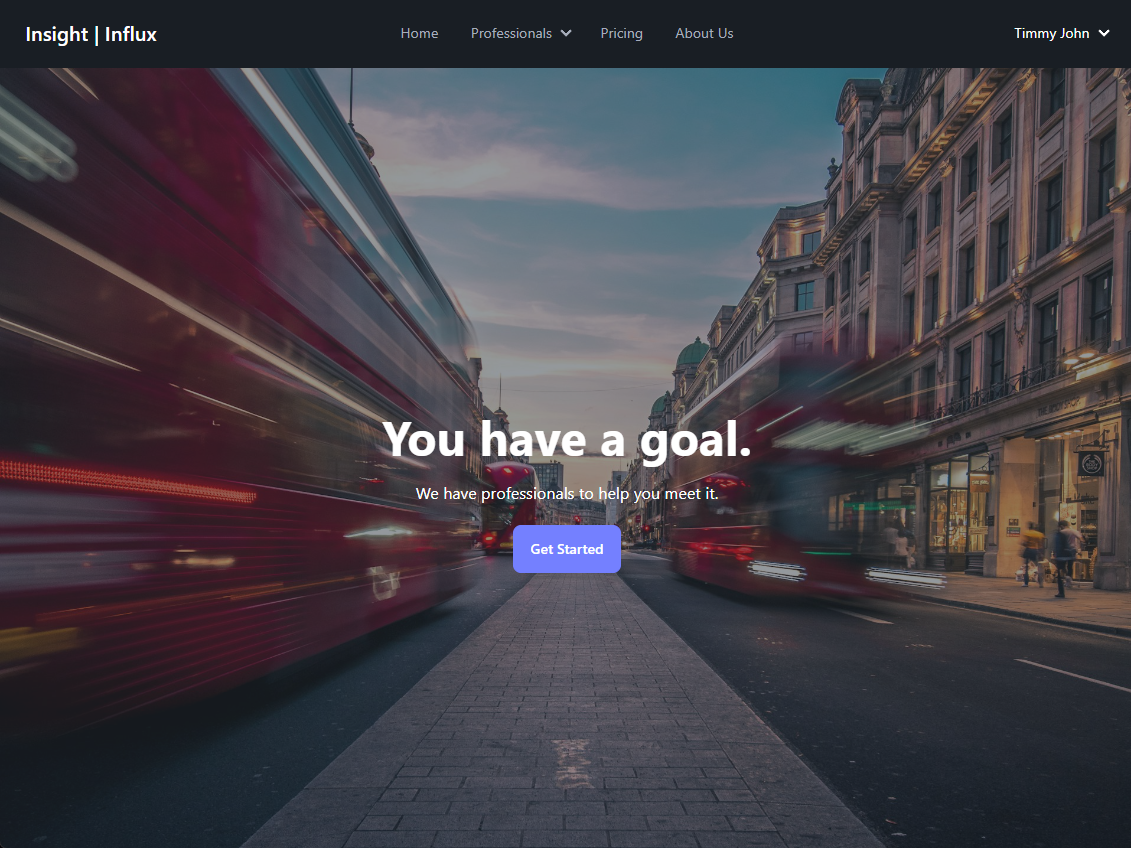 Insight | Influx
Home Professionals Pricing About Us
Timmy John
You have a goal.
We have professionals to help you meet it.
Get Started